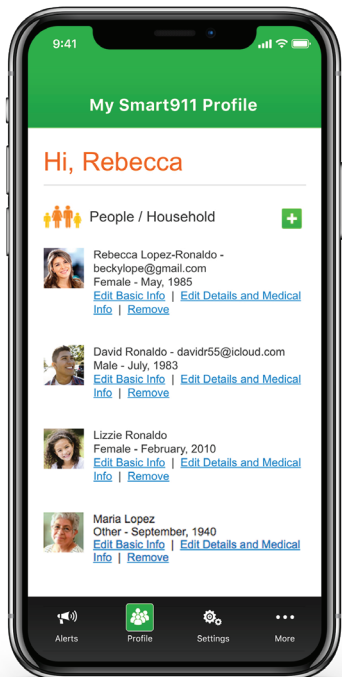 9:41
My Smart911 Profile
Hi, Rebecca
People / Household
Rebecca Lopez-Ronaldo -
beckylope@gmail.com
Female - May, 1985
Edit Basic Info | Edit Details and Medical
Info | Remove
David Ronaldo - davidr55@icloud.com
Male - July, 1983
Edit Basic Info | Edit Details and Medical
Info | Remove
Lizzie Ronaldo
Female - February, 2010
Edit Basic Info | Edit Details and Medical
Info | Remove
Maria Lopez
Other - September, 1940
Edit Basic Info | Edit Details and Medical
Info | Remove
Alerts Profile Settings More